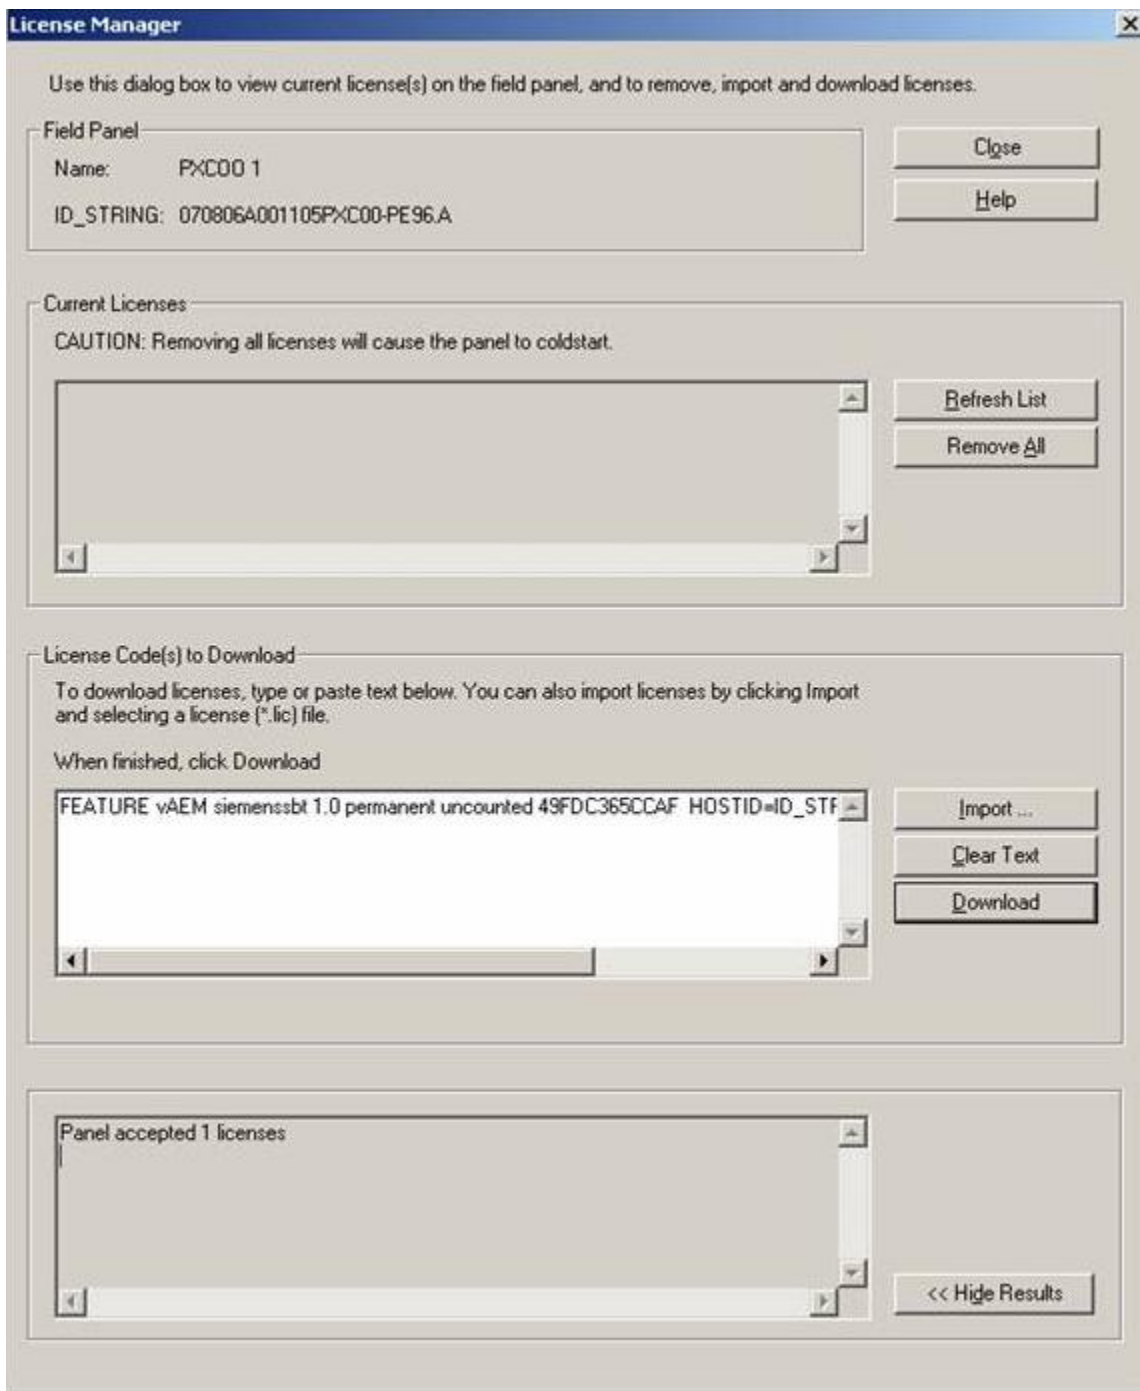 License Manager
Use this dialog box to view current license(s) on the field panel, and to remove, import and download licenses.
Field Panel
Name: PXC00 1
ID_STRING: 070806A001105PXC00-PE96.A
Close
Help
Current Licenses
CAUTION: Removing all licenses will cause the panel to coldstart.
Refresh List
Remove All
License Code(s) to Download
To download licenses, type or paste text below. You can also import licenses by clicking Import
and selecting a license (*.lic) file.
When finished, click Download
FEATURE vAEM siemenssbt 1.0 permanent uncounted 49FDC365CCAF HOSTID=ID_STR
Import ...
Clear Text
Download
Panel accepted 1 licenses
<< Hide Results